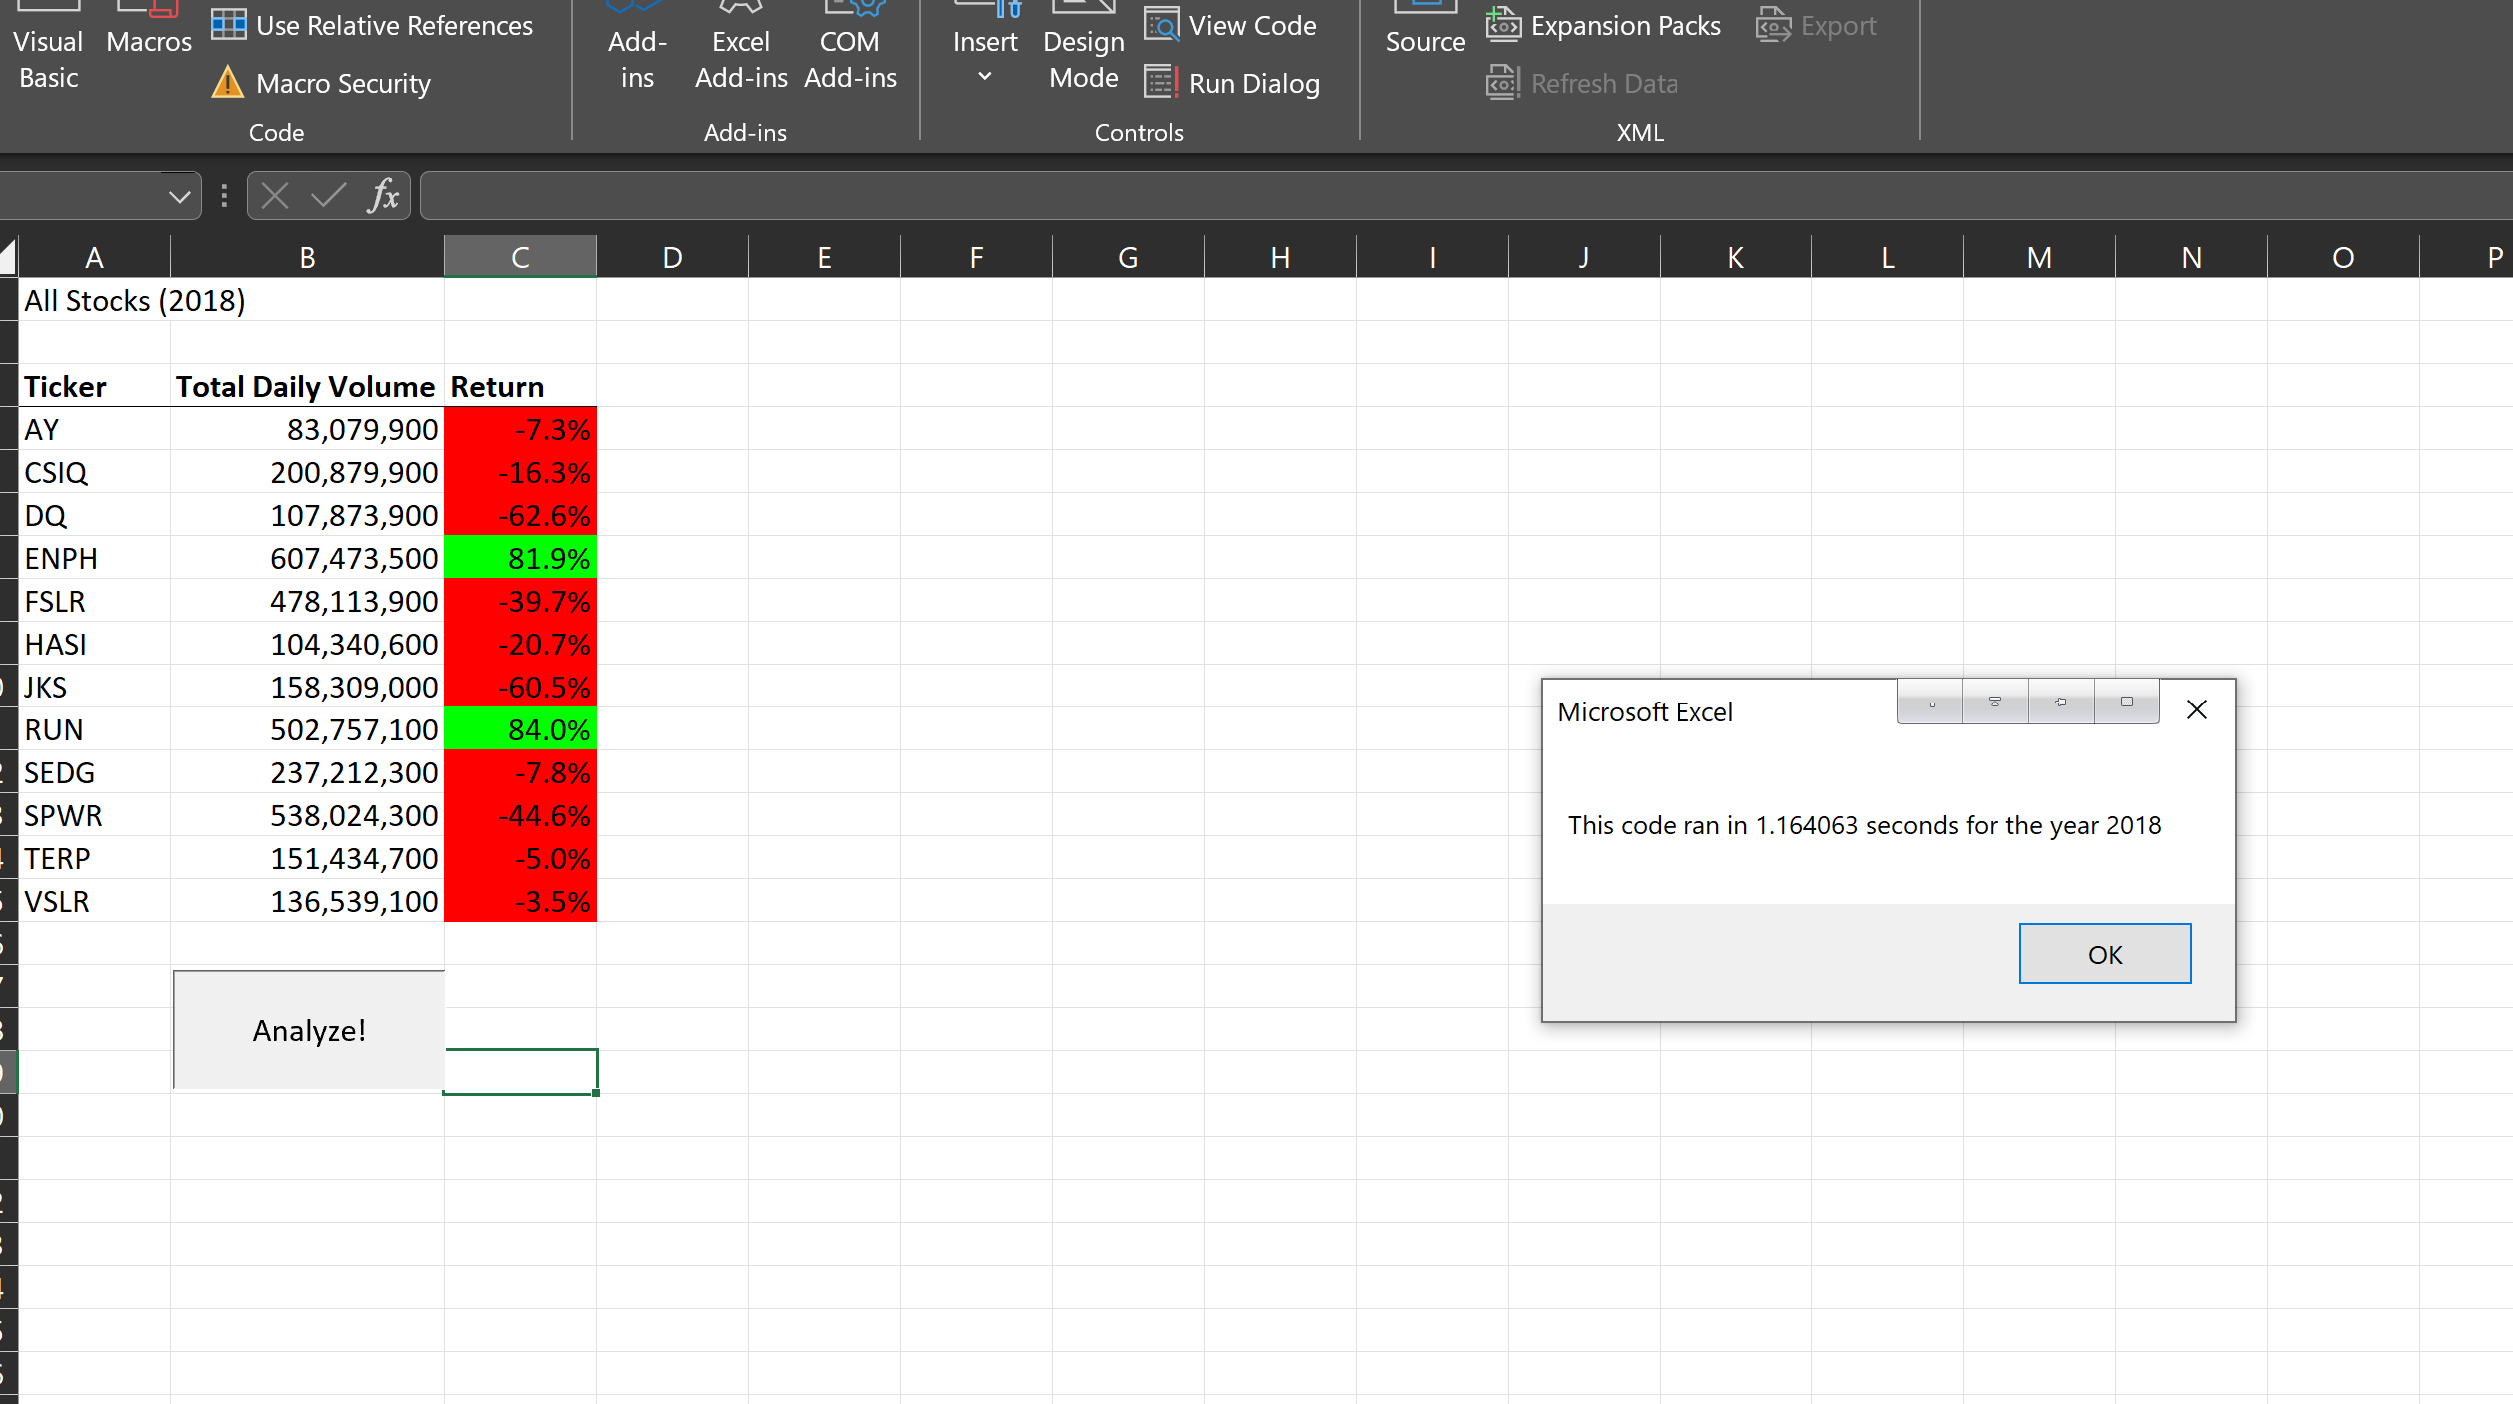 Visual Basic
Macros
Use Relative References
Macro Security
Code
Add-ins
Excel Add-ins
COM Add-ins
Add-ins
Insert
Design Mode
View Code
Run Dialog
Controls
Source
Expansion Packs
Export
Refresh Data
XML
fx
A B C D E F G H I J K L M N O P
All Stocks (2018)
Ticker Total Daily Volume Return
AY 83,079,900 -7.3%
CSIQ 200,879,900 -16.3%
DQ 107,873,900 -62.6%
ENPH 607,473,500 81.9%
FSLR 478,113,900 -39.7%
HASI 104,340,600 -20.7%
JKS 158,309,000 -60.5%
RUN 502,757,100 84.0%
SEDG 237,212,300 -7.8%
SPWR 538,024,300 -44.6%
TERP 151,434,700 -5.0%
VSLR 136,539,100 -3.5%
Analyze!
Microsoft Excel
This code ran in 1.164063 seconds for the year 2018
OK